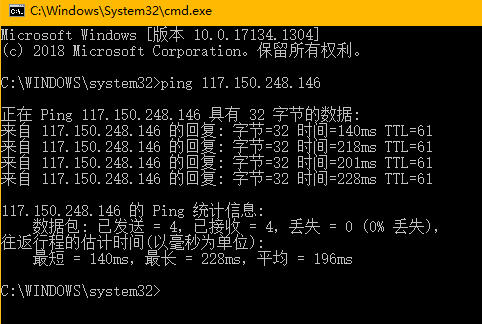 C:\Windows\System32\cmd.exe
Microsoft Windows [版本 10.0.17134.1304]
(c) 2018 Microsoft Corporation。保留所有权利。
C:\WINDOWS\system32>ping 117.150.248.146
正在 Ping 117.150.248.146 具有 32 字节的数据:
来自 117.150.248.146 的回复: 字节=32 时间=140ms TTL=61
来自 117.150.248.146 的回复: 字节=32 时间=218ms TTL=61
来自 117.150.248.146 的回复: 字节=32 时间=201ms TTL=61
来自 117.150.248.146 的回复: 字节=32 时间=228ms TTL=61
117.150.248.146 的 Ping 统计信息:
数据包: 已发送 = 4，已接收 = 4，丢失 = 0 (0% 丢失)，
往返行程的估计时间(以毫秒为单位):
最短 = 140ms，最长 = 228ms，平均 = 196ms
C:\WINDOWS\system32>